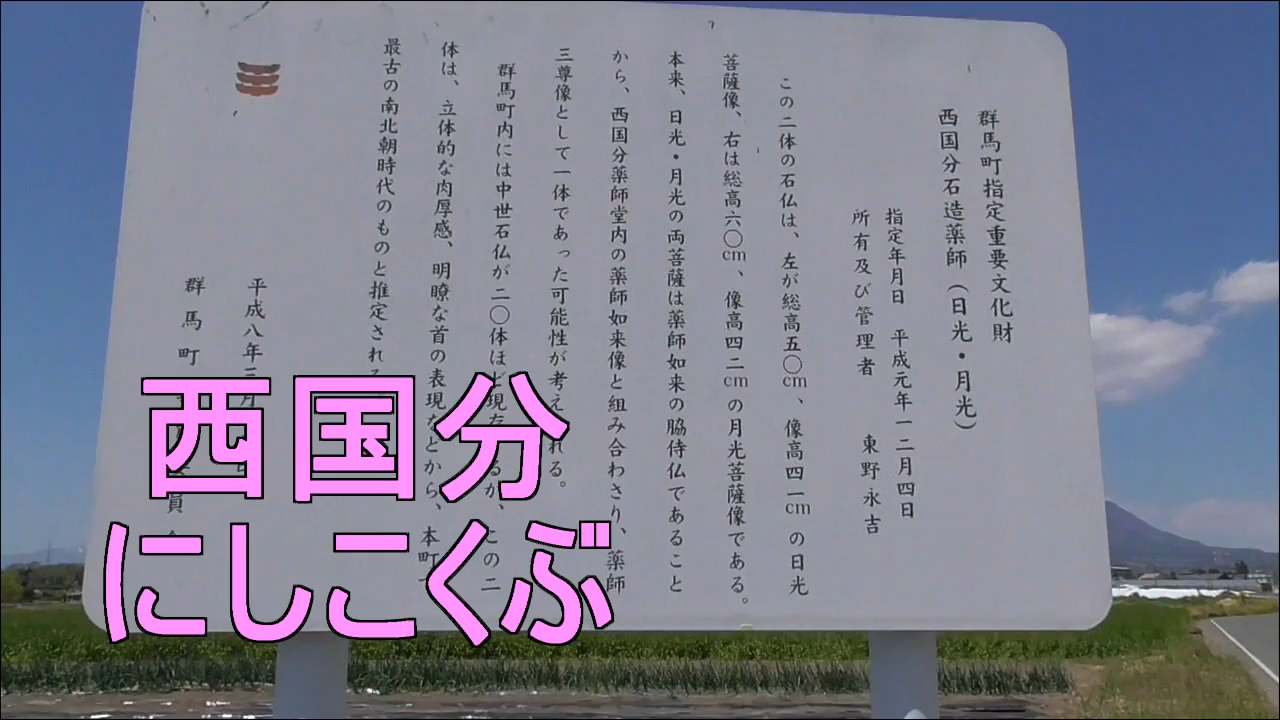 群馬町指定重要文化財
西国分石造薬師（日光・月光）
指定年月日　平成元年一二月四日
所有及び管理者　東野永吉
この二体の石仏は、左が総高五〇cm、像高四一cmの日光
菩薩像、右は総高六〇cm、像高四二cmの月光菩薩像である。
本来、日光・月光の両菩薩は薬師如来の脇侍仏であること
から、西国分薬師堂内の薬師如来像と組み合わさり、薬師
三尊像として一体であった可能性が考えれる。
群馬町内には中世石仏が二〇体ほど現るが、この二
体は、立体的な肉厚感、明瞭な首の表現などから、本町
最古の南北朝時代のものと推定され
平成八年三月
群馬町員
西国分
にしこくぶ